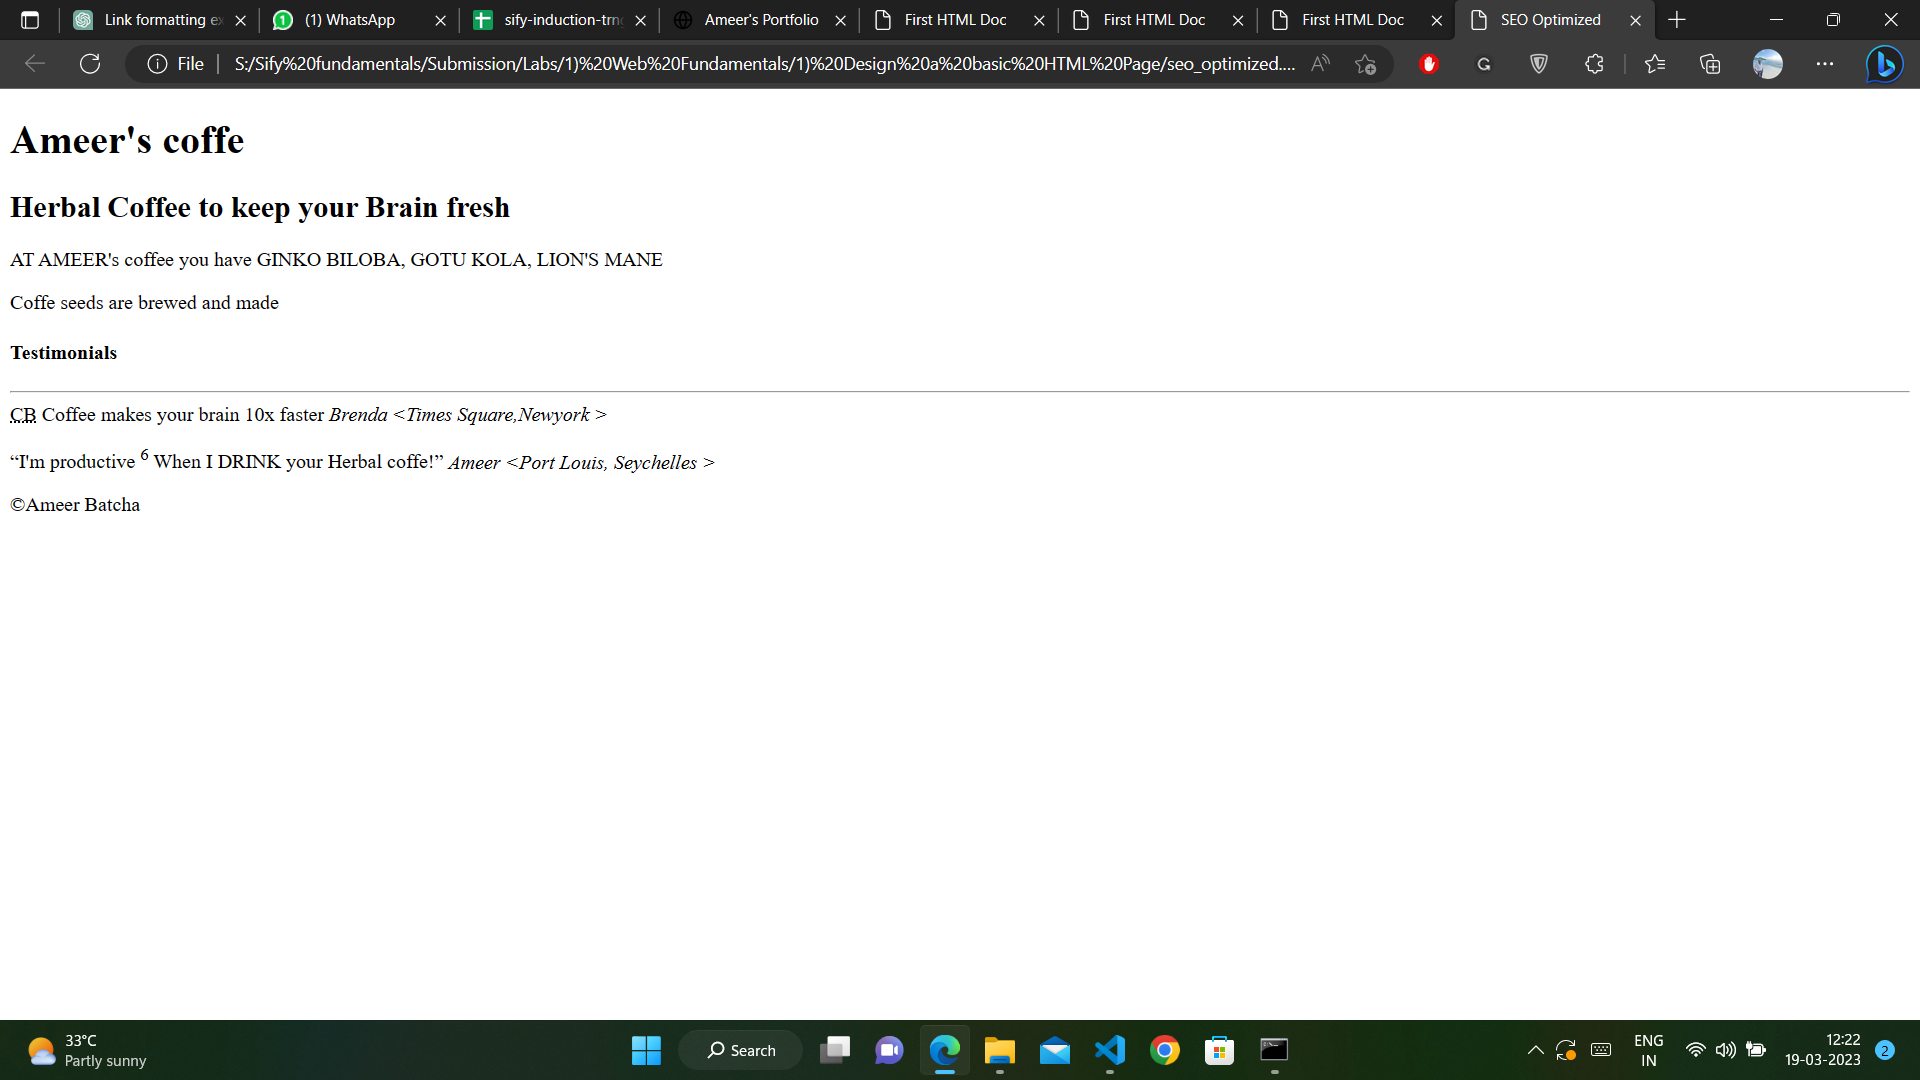 Link formatting ex
(1) WhatsApp
sify-induction-trng
Ameer's Portfolio
First HTML Doc
First HTML Doc
First HTML Doc
SEO Optimized
File
S:/Sify%20fundamentals/Submission/Labs/1)%20Web%20Fundamentals/1)%20Design%20a%20basic%20HTML%20Page/seo_optimized....
Ameer's coffe
Herbal Coffee to keep your Brain fresh
AT AMEER's coffee you have GINKO BILOBA, GOTU KOLA, LION'S MANE
Coffe seeds are brewed and made
Testimonials
CB Coffee makes your brain 10x faster Brenda <Times Square,Newyork >
“I'm productive 6 When I DRINK your Herbal coffe!” Ameer <Port Louis, Seychelles >
©Ameer Batcha
33°C
Partly sunny
Search
ENG
IN
12:22
19-03-2023
2